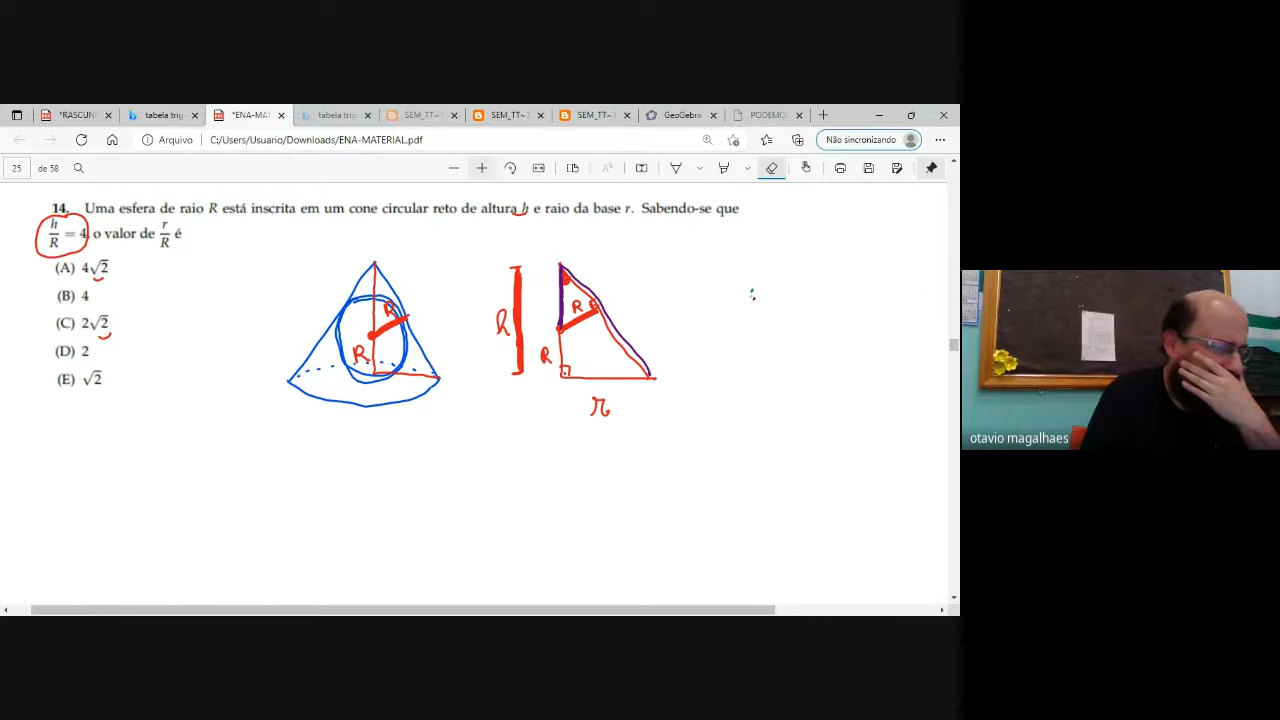 *RASCUN
tabela trig
*ENA-MAT
tabela trig
SEM_TT~
SEM_TT~
SEM_TT~
GeoGebra
PODEMO
Arquivo
C:/Users/Usuario/Downloads/ENA-MATERIAL.pdf
Não sincronizando
25
de 58
14. Uma esfera de raio R está inscrita em um cone circular reto de altura h e raio da base r. Sabendo-se que
h/R = 4, o valor de r/R é
(A) 4√2
(B) 4
(C) 2√2
(D) 2
(E) √2
R
R
h
R
R
r
otavio magalhaes